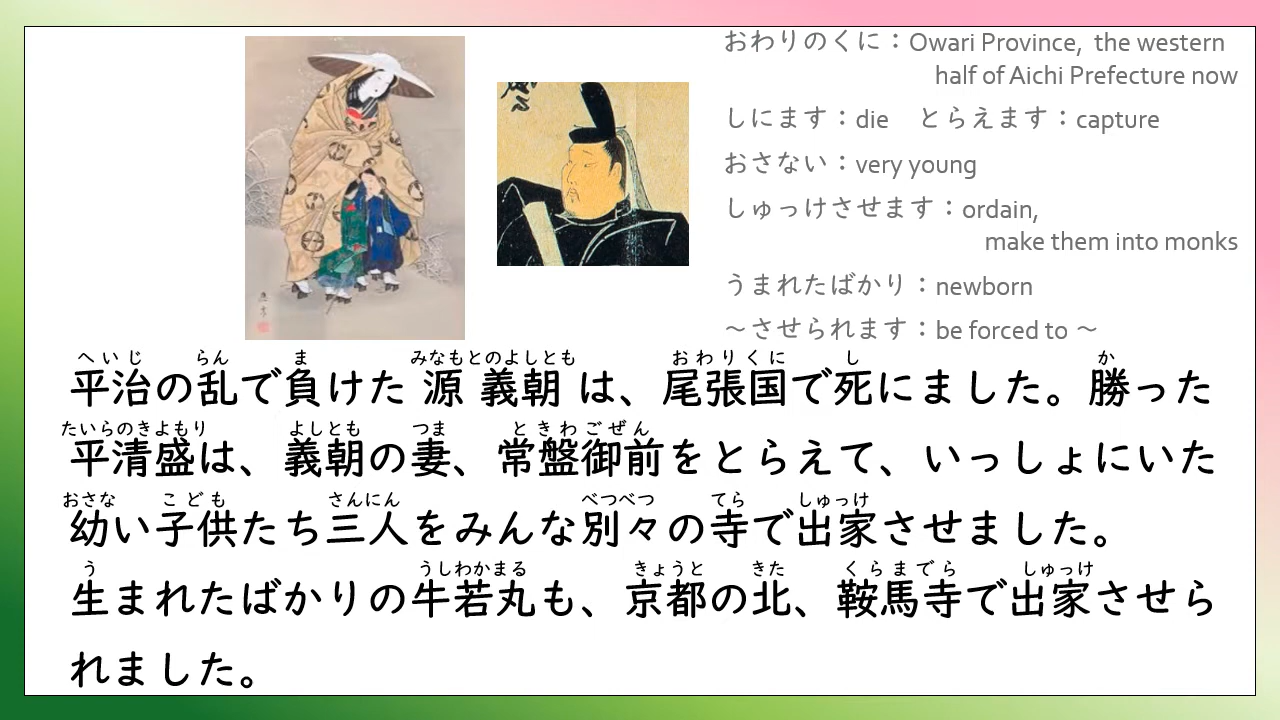 おわりのくに：Owari Province, the western
half of Aichi Prefecture now
しにます：die　とらえます：capture
おさない：very young
しゅっけさせます：ordain,
make them into monks
うまれたばかり：newborn
～させられます：be forced to ～
へいじ　らん　ま　みなもとのよしとも　おわりくに　し　か
平治の乱で負けた 源 義朝 は、尾張国で死にました。勝った
たいらのきよもり　よしとも　つま　ときわごぜん
平清盛は、義朝の妻、常盤御前をとらえて、いっしょにいた
おさな　こども　さんにん　べつべつ　てら　しゅっけ
幼い子供たち三人をみんな別々の寺で出家させました。
う　うしわかまる　きょうと　きた　くらまでら　しゅっけ
生まれたばかりの牛若丸も、京都の北、鞍馬寺で出家させら
れました。